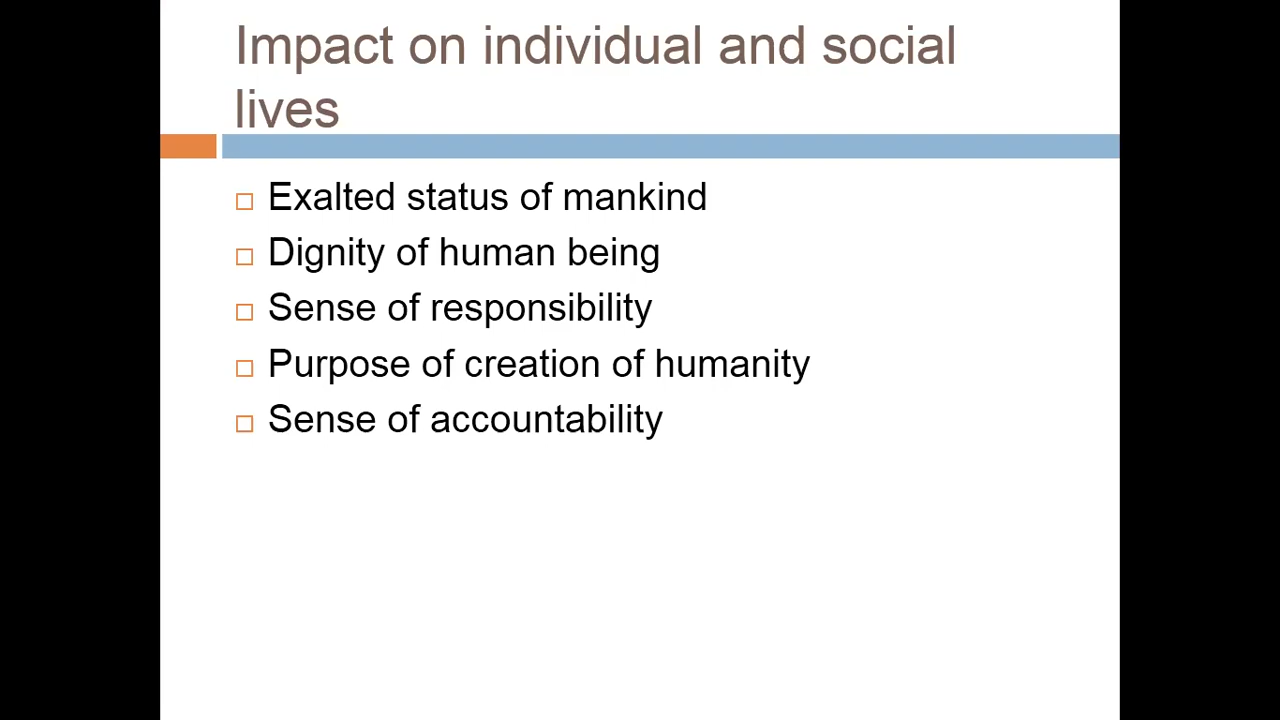 Impact on individual and social
lives
Exalted status of mankind
Dignity of human being
Sense of responsibility
Purpose of creation of humanity
Sense of accountability